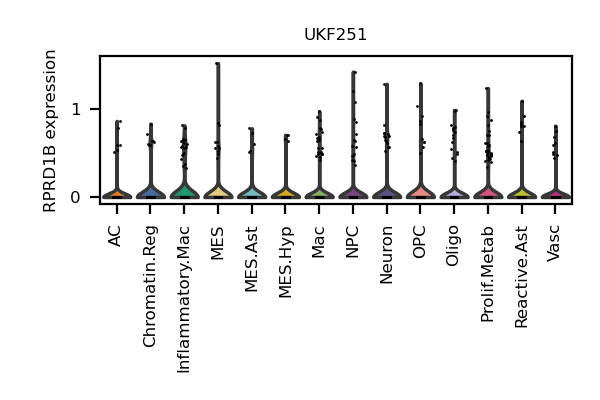 UKF251
RPRD1B expression
1
0
AC
Chromatin.Reg
Inflammatory.Mac
MES
MES.Ast
MES.Hyp
Mac
NPC
Neuron
OPC
Oligo
Prolif.Metab
Reactive.Ast
Vasc